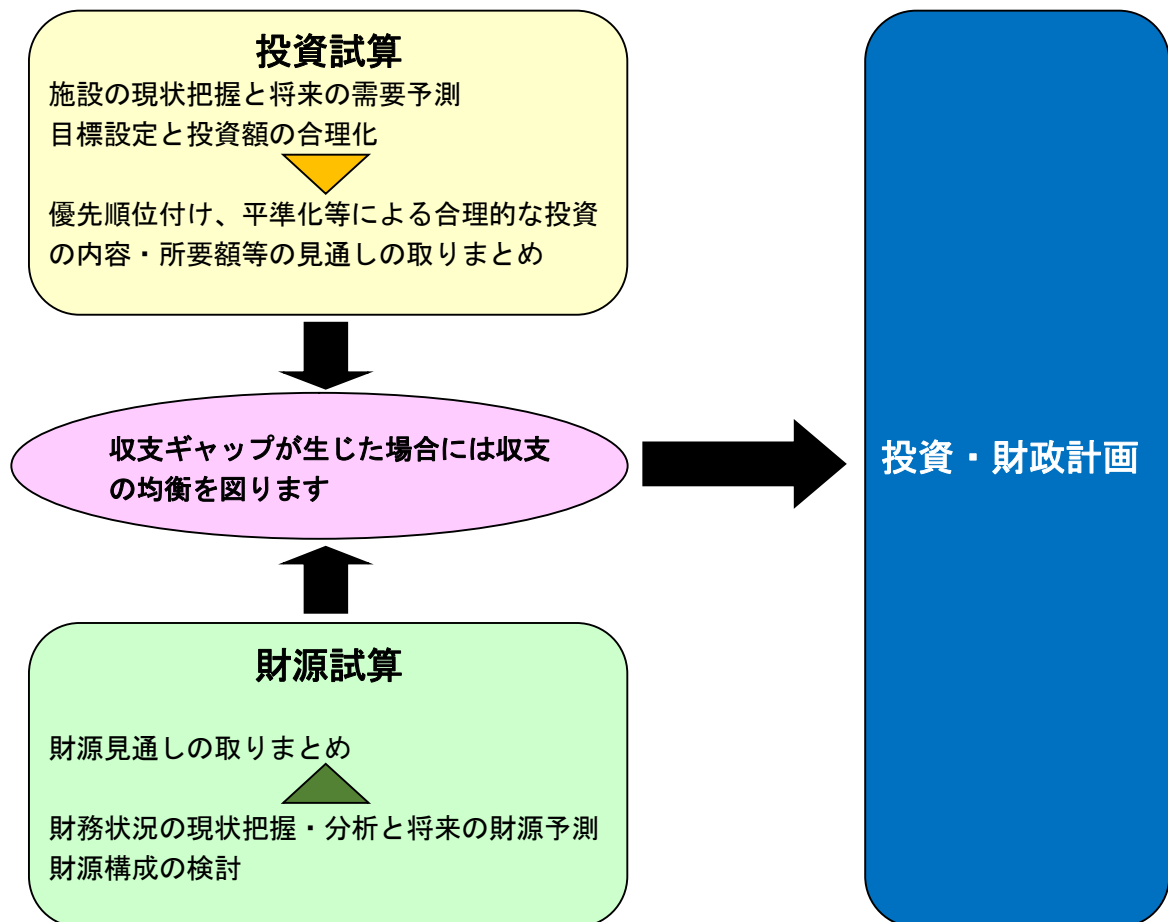 投資試算
施設の現状把握と将来の需要予測
目標設定と投資額の合理化
優先順位付け、平準化等による合理的な投資
の内容・所要額等の見通しの取りまとめ
収支ギャップが生じた場合には収支
の均衡を図ります
投資・財政計画
財源試算
財源見通しの取りまとめ
財務状況の現状把握・分析と将来の財源予測
財源構成の検討